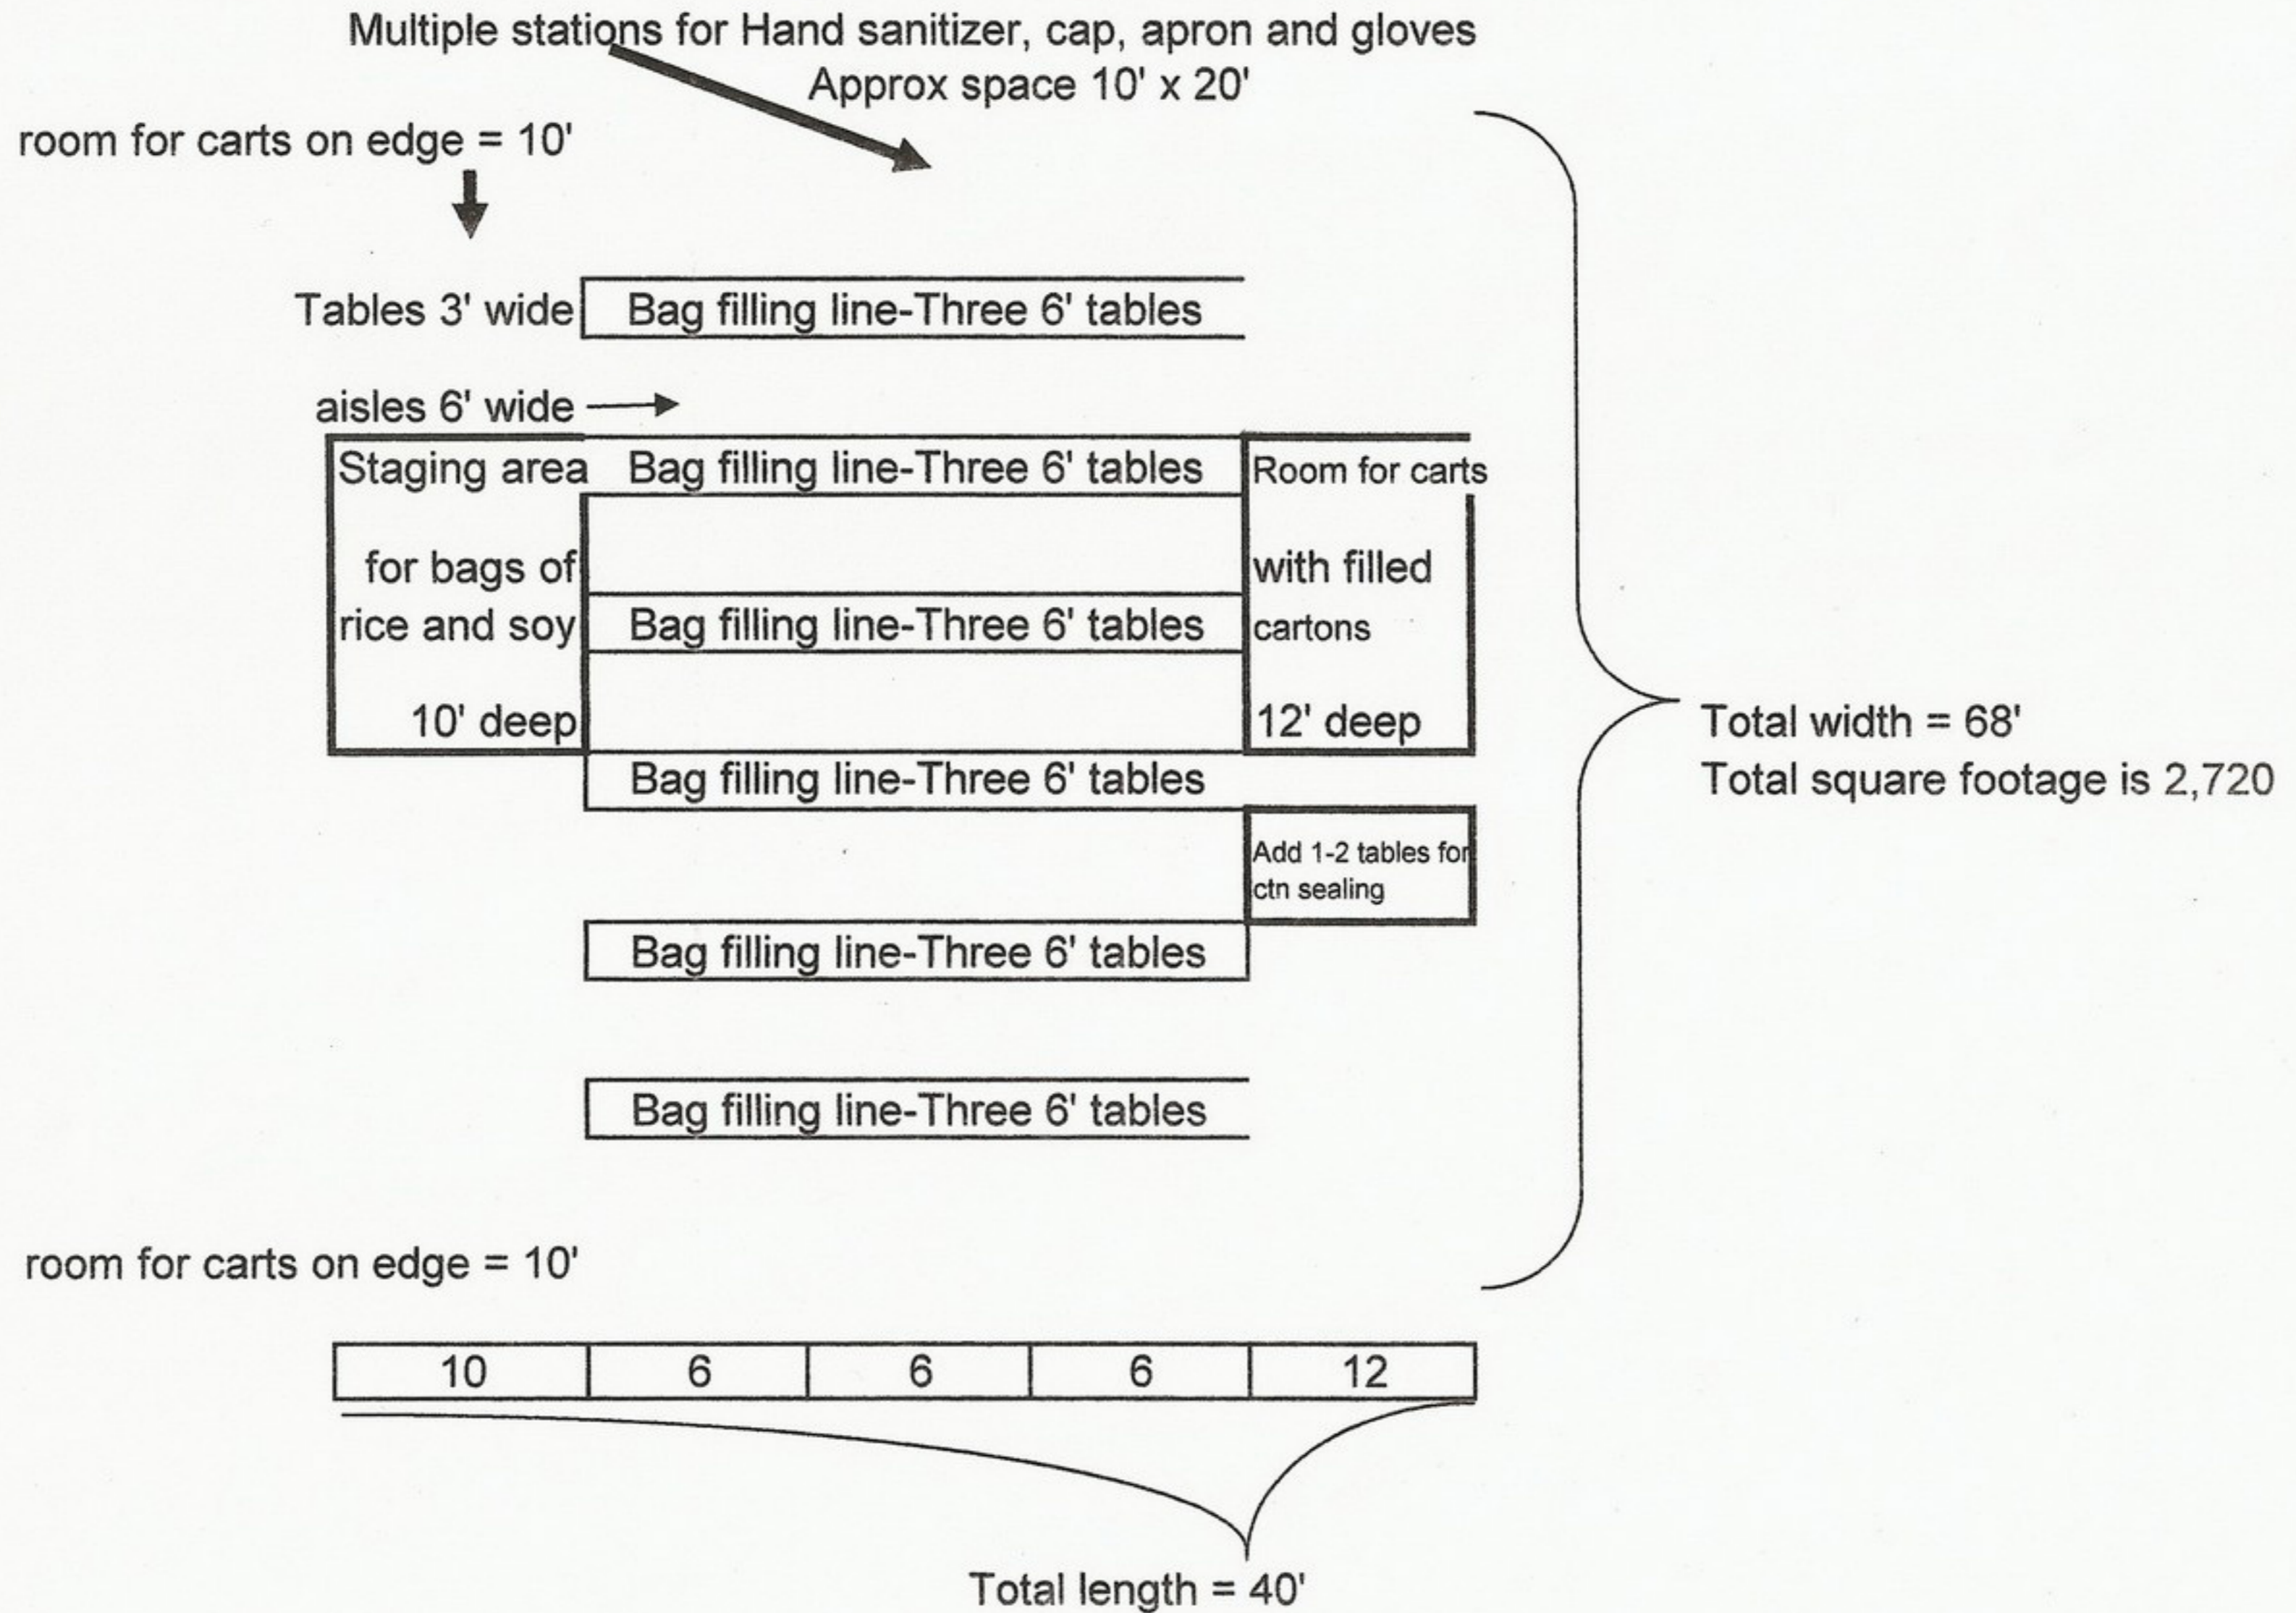 Multiple stations for Hand sanitizer, cap, apron and gloves
Approx space 10' x 20'
room for carts on edge = 10'
Tables 3' wide
Bag filling line-Three 6' tables
aisles 6' wide
Staging area
Bag filling line-Three 6' tables
Room for carts
for bags of
with filled
rice and soy
Bag filling line-Three 6' tables
cartons
10' deep
12' deep
Total width = 68'
Bag filling line-Three 6' tables
Total square footage is 2,720
Add 1-2 tables for
ctn sealing
Bag filling line-Three 6' tables
Bag filling line-Three 6' tables
room for carts on edge = 10'
10 6 6 6 12
Total length = 40'